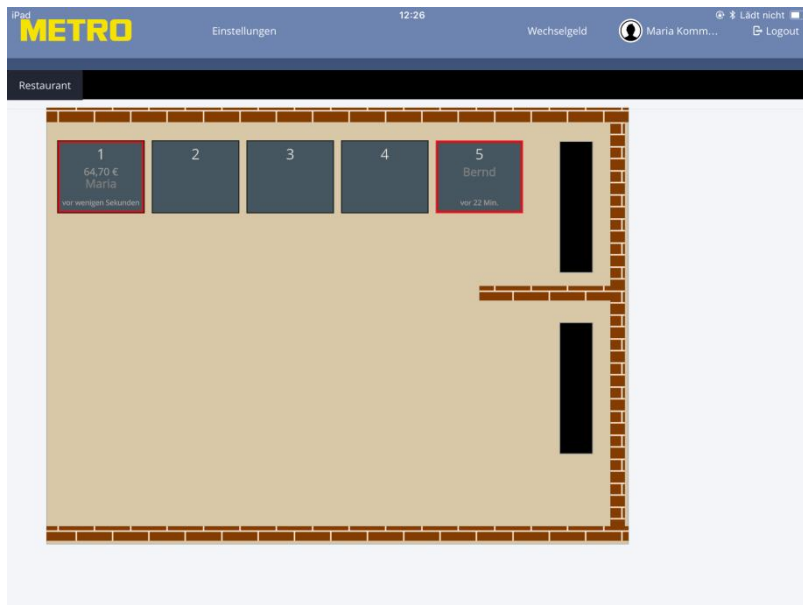 iPad
12:26
Lädt nicht
METRO
Einstellungen
Wechselgeld
Maria Komm...
Logout
Restaurant
1
64,70 €
Maria
vor wenigen Sekunden
2
3
4
5
Bernd
vor 22 Min.